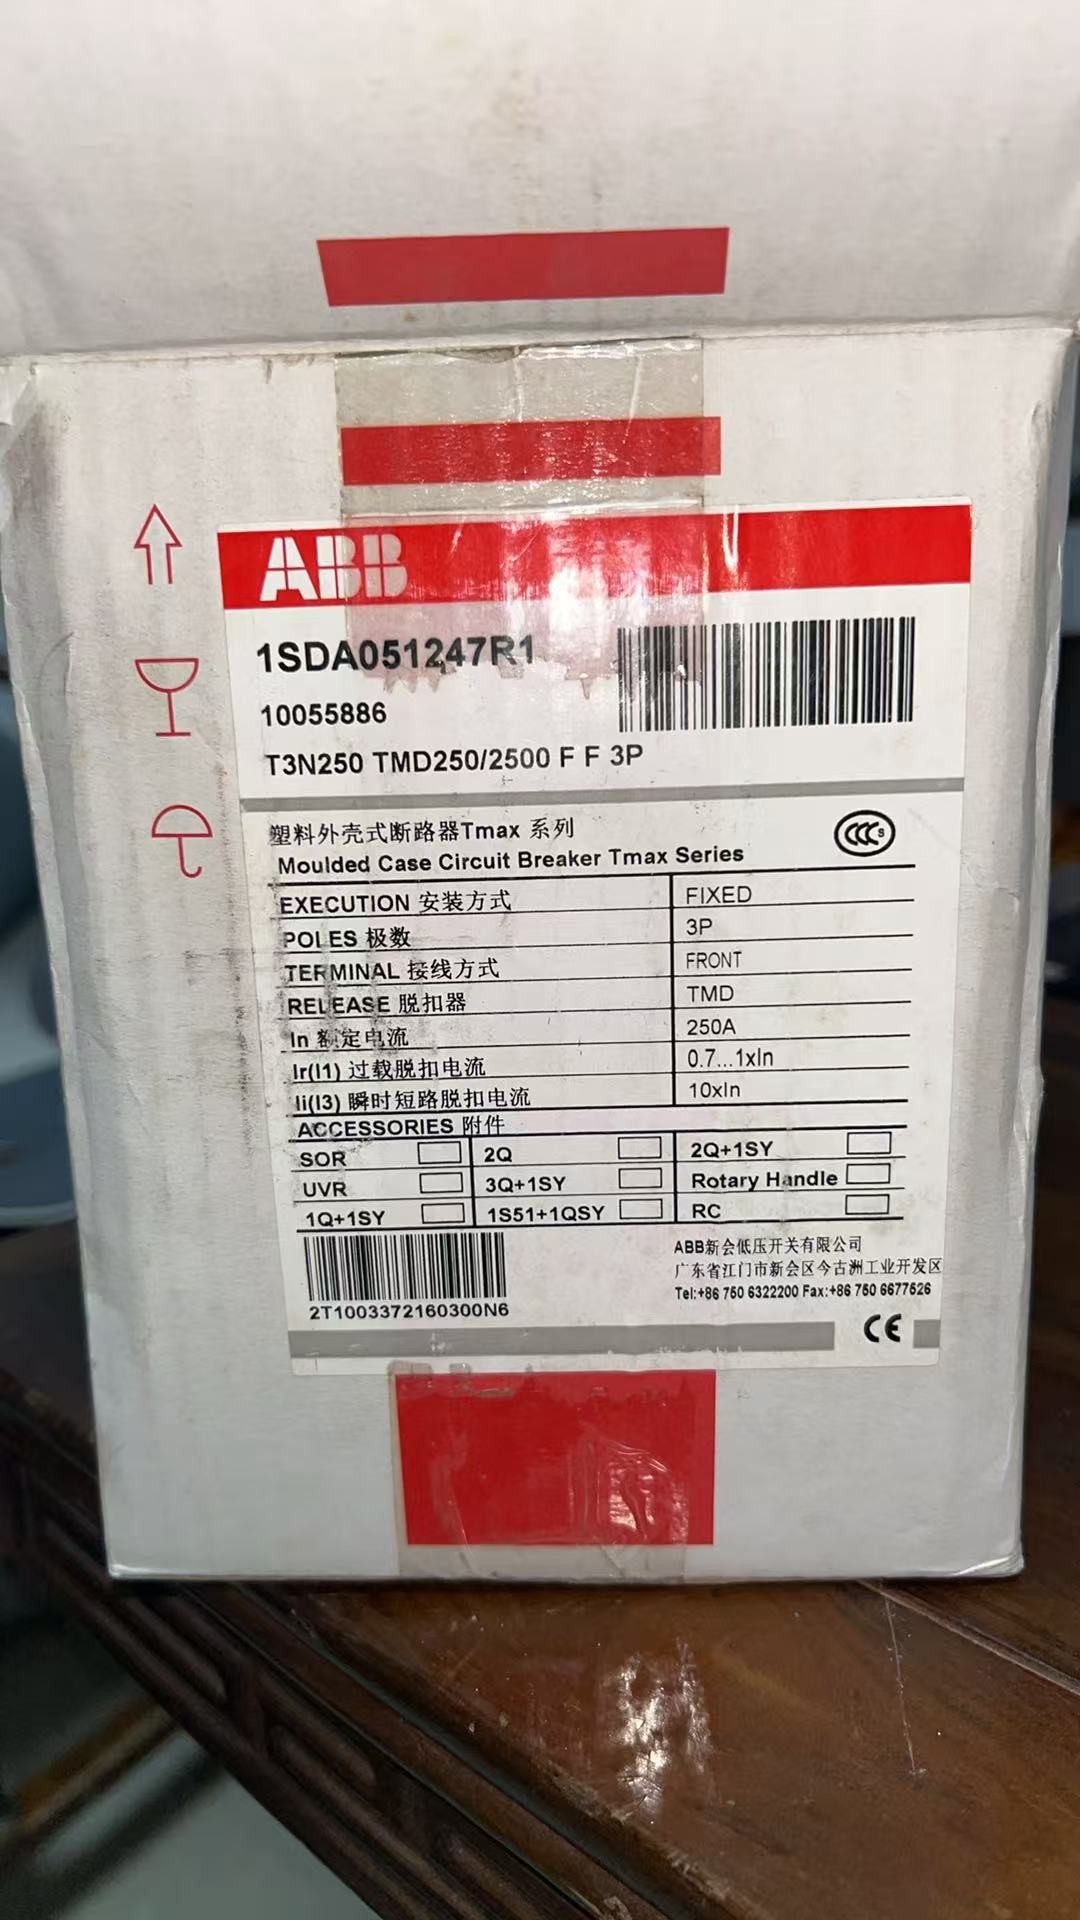 ABB
1SDA051247R1
10055886
T3N250 TMD250/2500 F F 3P
塑料外壳式断路器Tmax 系列
Moulded Case Circuit Breaker Tmax Series
EXECUTION 安装方式 FIXED
POLES 极数 3P
TERMINAL 接线方式 FRONT
RELEASE 脱扣器 TMD
In 额定电流 250A
Ir(I1) 过载脱扣电流 0.7...1xIn
Ii(I3) 瞬时短路脱扣电流 10xIn
ACCESSORIES 附件
SOR 2Q 2Q+1SY
UVR 3Q+1SY Rotary Handle
1Q+1SY 1S51+1QSY RC
2T1003372160300N6
ABB新会低压开关有限公司
广东省江门市新会区今古洲工业开发区
Tel:+86 750 6322200 Fax:+86 750 6677526
CCC S
CE